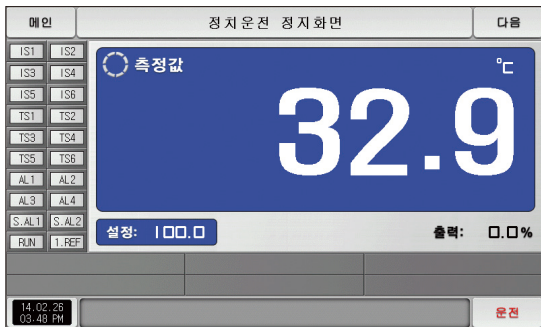 메인 정치운전 정지화면 다음
IS1 IS2
IS3 IS4
IS5 IS6
TS1 TS2
TS3 TS4
TS5 TS6
AL1 AL2
AL3 AL4
S.AL1 S.AL2
RUN 1.REF
측정값 ℃
32.9
설정: 100.0 출력: 0.0%
14.02.26
03:48 PM
운전